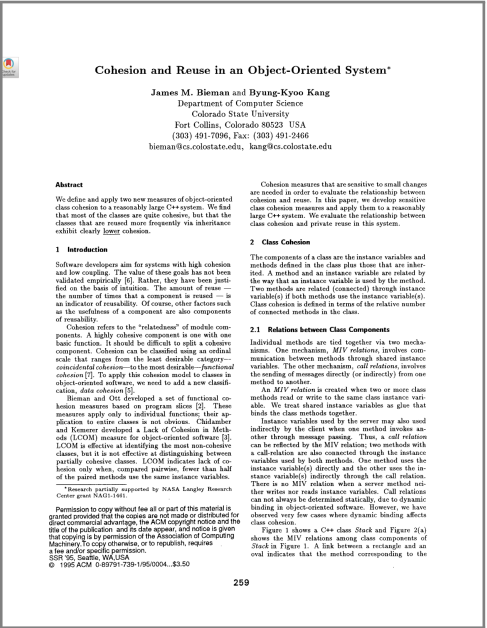 Cohesion and Reuse in an Object-Oriented System*
James M. Bieman and Byung-Kyoo Kang
Department of Computer Science
Colorado State University
Fort Collins, Colorado 80523 USA
(303) 491-7096, Fax: (303) 491-2466
bieman@cs.colostate.edu, kang@cs.colostate.edu
Abstract
We define and apply two new measures of object-oriented
class cohesion to a reasonably large C++ system. We find
that most of the classes are quite cohesive, but that the
classes that are reused more frequently via inheritance
exhibit clearly lower cohesion.
1 Introduction
Software developers aim for systems with high cohesion
and low coupling. The value of these goals has not been
validated empirically [6]. Rather, they have been justi-
fied on the basis of intuition. The amount of reuse —
the number of times that a component is reused — is
an indicator of reusability. Of course, other factors such
as the usefulness of a component are also components
of reusability.
Cohesion refers to the "relatedness" of module com-
ponents. A highly cohesive component is one with one
basic function. It should be difficult to split a cohesive
component. Cohesion can be classified using an ordinal
scale that ranges from the least desirable category—
coincidental cohesion—to the most desirable—functional
cohesion [7]. To apply this cohesion model to classes in
object-oriented software, we need to add a new classifi-
cation, data cohesion [5].
Bieman and Ott developed a set of functional co-
hesion measures based on program slices [2]. These
measures apply only to individual functions; their ap-
plication to entire classes is not obvious. Chidamber
and Kemerer developed a Lack of Cohesion in Meth-
ods (LCOM) measure for object-oriented software [3].
LCOM is effective at identifying the most non-cohesive
classes, but it is not effective at distinguishing between
partially cohesive classes. LCOM indicates lack of co-
hesion only when, compared pairwise, fewer than half
of the paired methods use the same instance variables.
*Research partially supported by NASA Langley Research
Center grant NAG1-1461.
Permission to copy without fee all or part of this material is
granted provided that the copies are not made or distributed for
direct commercial advantage, the ACM copyright notice and the
title of the publication and its date appear, and notice is given
that copying is by permission of the Association of Computing
Machinery. To copy otherwise, or to republish, requires
a fee and/or specific permission.
SSR '95, Seattle, WA,USA
© 1995 ACM 0-89791-739-1/95/0004...$3.50
Cohesion measures that are sensitive to small changes
are needed in order to evaluate the relationship between
cohesion and reuse. In this paper, we develop sensitive
class cohesion measures and apply them to a reasonably
large C++ system. We evaluate the relationship between
class cohesion and private reuse in this system.
2 Class Cohesion
The components of a class are the instance variables and
methods defined in the class plus those that are inher-
ited. A method and an instance variable are related by
the way that an instance variable is used by the method.
Two methods are related (connected) through instance
variable(s) if both methods use the instance variable(s).
Class cohesion is defined in terms of the relative number
of connected methods in the class.
2.1 Relations between Class Components
Individual methods are tied together via two mecha-
nisms. One mechanism, MIV relations, involves com-
munication between methods through shared instance
variables. The other mechanism, call relations, involves
the sending of messages directly (or indirectly) from one
method to another.
An MIV relation is created when two or more class
methods read or write to the same class instance vari-
able. We treat shared instance variables as glue that
binds the class methods together.
Instance variables used by the server may also used
indirectly by the client when one method invokes an-
other through message passing. Thus, a call relation
can be reflected by the MIV relation; two methods with
a call-relation are also connected through the instance
variables used by both methods. One method uses the
instance variable(s) directly and the other uses the in-
stance variable(s) indirectly through the call relation.
There is no MIV relation when a server method nei-
ther writes nor reads instance variables. Call relations
can not always be determined statically, due to dynamic
binding in object-oriented software. However, we have
observed very few cases where dynamic binding affects
class cohesion.
Figure 1 shows a C++ class Stack and Figure 2(a)
shows the MIV relations among class components of
Stack in Figure 1. A link between a rectangle and an
oval indicates that the method corresponding to the
259